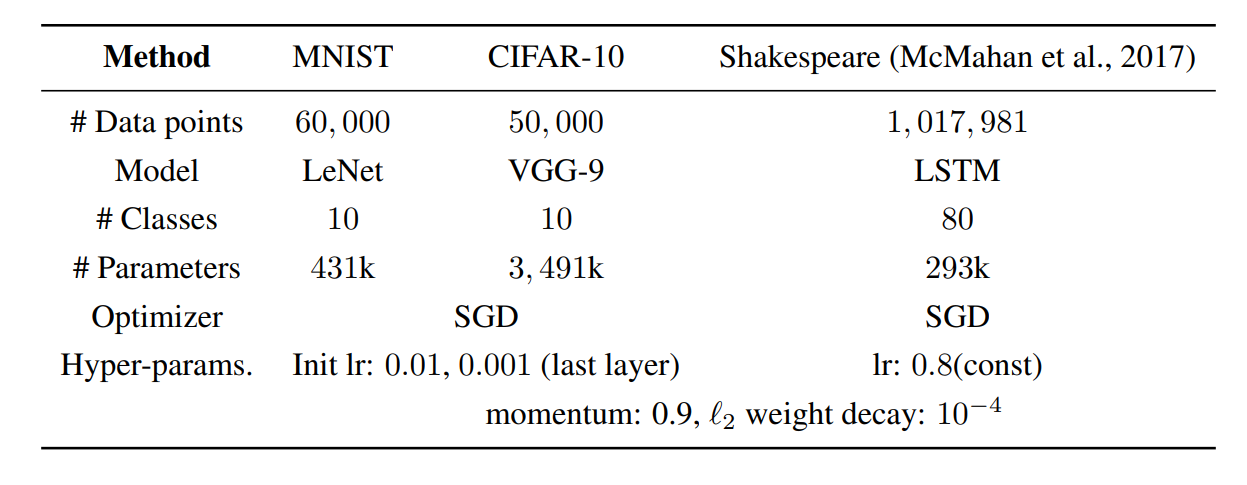 Method MNIST CIFAR-10 Shakespeare (McMahan et al., 2017)
# Data points 60,000 50,000 1,017,981
Model LeNet VGG-9 LSTM
# Classes 10 10 80
# Parameters 431k 3,491k 293k
Optimizer SGD SGD
Hyper-params. Init lr: 0.01, 0.001 (last layer) lr: 0.8(const)
momentum: 0.9, ℓ₂ weight decay: 10⁻⁴